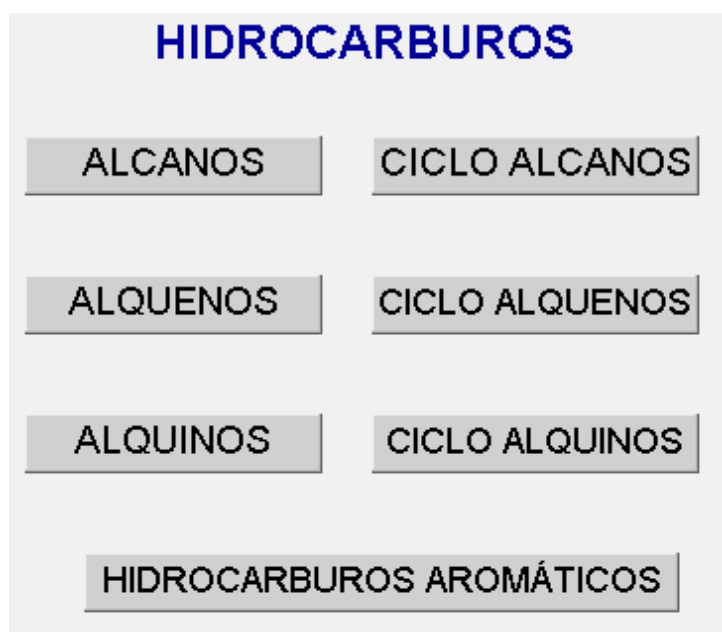 HIDROCARBUROS
ALCANOS
CICLO ALCANOS
ALQUENOS
CICLO ALQUENOS
ALQUINOS
CICLO ALQUINOS
HIDROCARBUROS AROMÁTICOS